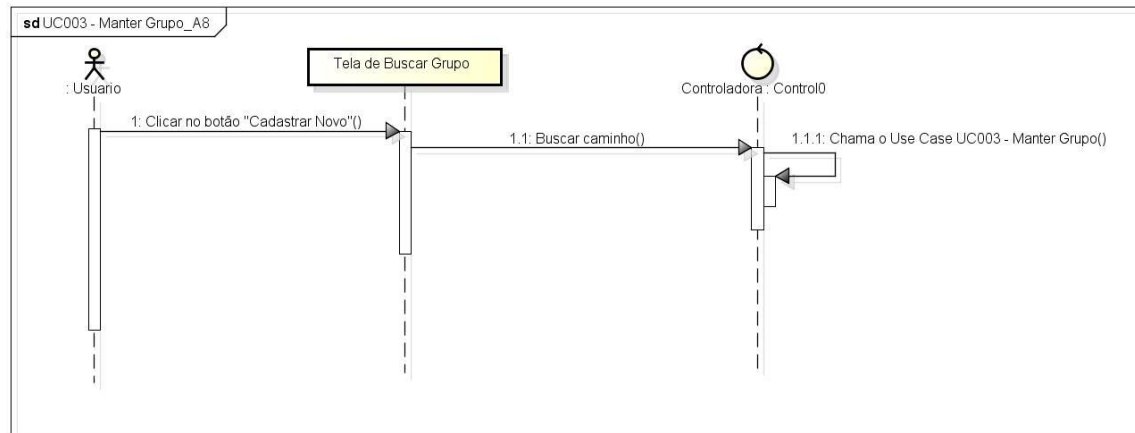 sd UC003 - Manter Grupo_A8
: Usuario
Tela de Buscar Grupo
Controladora : Control0
1: Clicar no botão "Cadastrar Novo"()
1.1: Buscar caminho()
1.1.1: Chama o Use Case UC003 - Manter Grupo()